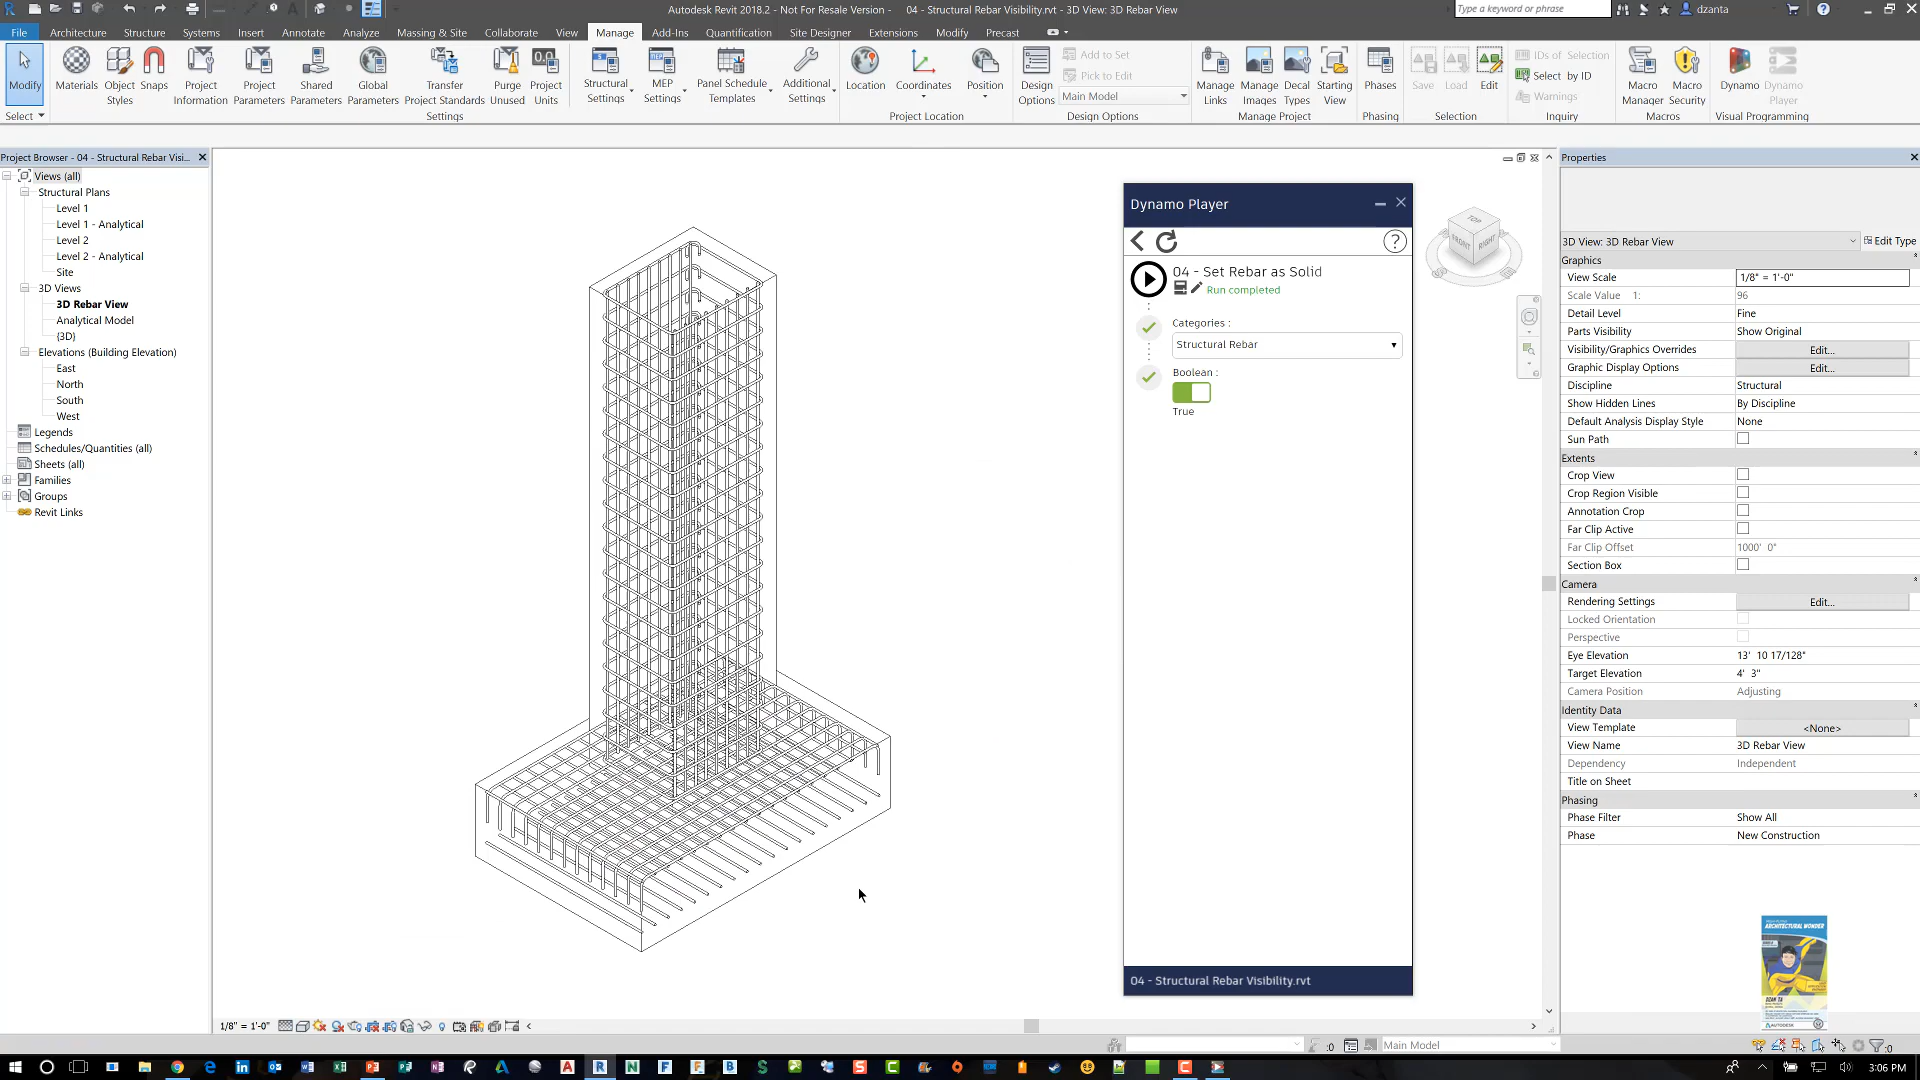 Autodesk Revit 2018.2 - Not For Resale Version -    04 - Structural Rebar Visibility.rvt - 3D View: 3D Rebar View
Type a keyword or phrase
dzanta
File Architecture Structure Systems Insert Annotate Analyze Massing & Site Collaborate View Manage Add-Ins Quantification Site Designer Extensions Modify Precast
Modify
Materials
Object Styles
Snaps
Project Information
Project Parameters
Shared Parameters
Global Parameters
Transfer Project Standards
Purge Unused
Project Units
Structural Settings
MEP Settings
Panel Schedule Templates
Additional Settings
Location
Coordinates
Position
Design Options
Add to Set
Pick to Edit
Main Model
Manage Links
Manage Images
Decal Types
Starting View
Phases
Save
Load
Edit
IDs of Selection
Select by ID
Warnings
Macro Manager
Macro Security
Dynamo
Dynamo Player
Select
Settings
Project Location
Design Options
Manage Project
Phasing
Selection
Inquiry
Macros
Visual Programming
Project Browser - 04 - Structural Rebar Visi...
Views (all)
Structural Plans
Level 1
Level 1 - Analytical
Level 2
Level 2 - Analytical
Site
3D Views
3D Rebar View
Analytical Model
{3D}
Elevations (Building Elevation)
East
North
South
West
Legends
Schedules/Quantities (all)
Sheets (all)
Families
Groups
Revit Links
Dynamo Player
?
04 - Set Rebar as Solid
Run completed
Categories :
Structural Rebar
Boolean :
True
04 - Structural Rebar Visibility.rvt
TOP
FRONT
RIGHT
Properties
3D View: 3D Rebar View
Edit Type
Graphics
View Scale 1/8" = 1'-0"
Scale Value 1: 96
Detail Level Fine
Parts Visibility Show Original
Visibility/Graphics Overrides Edit...
Graphic Display Options Edit...
Discipline Structural
Show Hidden Lines By Discipline
Default Analysis Display Style None
Sun Path
Extents
Crop View
Crop Region Visible
Annotation Crop
Far Clip Active
Far Clip Offset 1000' 0"
Section Box
Camera
Rendering Settings Edit...
Locked Orientation
Perspective
Eye Elevation 13' 10 17/128"
Target Elevation 4' 3"
Camera Position Adjusting
Identity Data
View Template <None>
View Name 3D Rebar View
Dependency Independent
Title on Sheet
Phasing
Phase Filter Show All
Phase New Construction
ARCHITECTURAL WONDER
AUTODESK
1/8" = 1'-0"
:0
Main Model
:0
3:06 PM